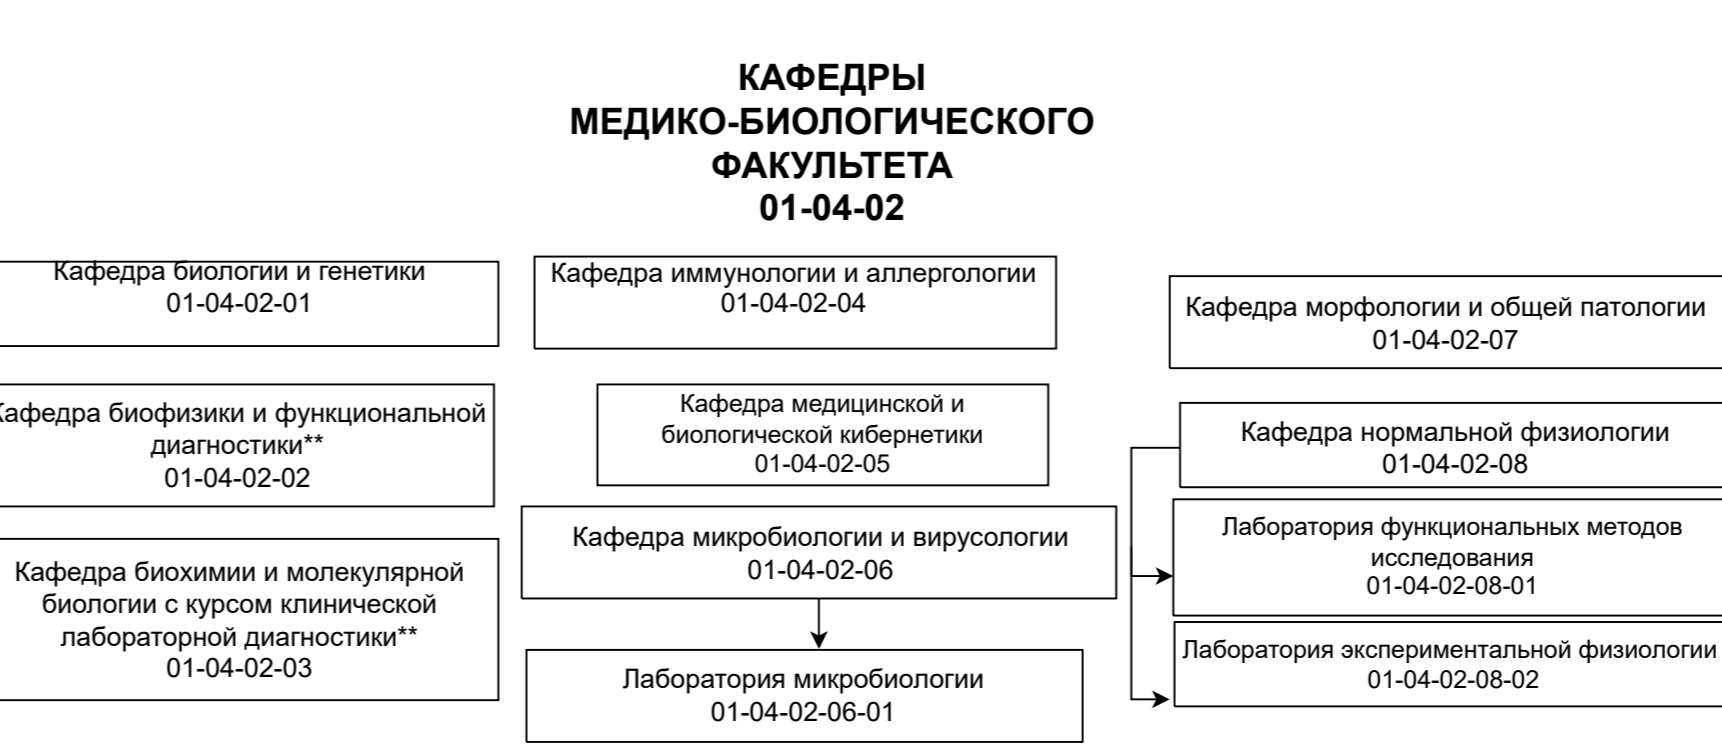 КАФЕДРЫ
МЕДИКО-БИОЛОГИЧЕСКОГО
ФАКУЛЬТЕТА
01-04-02
Кафедра биологии и генетики
01-04-02-01
Кафедра биофизики и функциональной
диагностики**
01-04-02-02
Кафедра биохимии и молекулярной
биологии с курсом клинической
лабораторной диагностики**
01-04-02-03
Кафедра иммунологии и аллергологии
01-04-02-04
Кафедра медицинской и
биологической кибернетики
01-04-02-05
Кафедра микробиологии и вирусологии
01-04-02-06
Лаборатория микробиологии
01-04-02-06-01
Кафедра морфологии и общей патологии
01-04-02-07
Кафедра нормальной физиологии
01-04-02-08
Лаборатория функциональных методов
исследования
01-04-02-08-01
Лаборатория экспериментальной физиологии
01-04-02-08-02